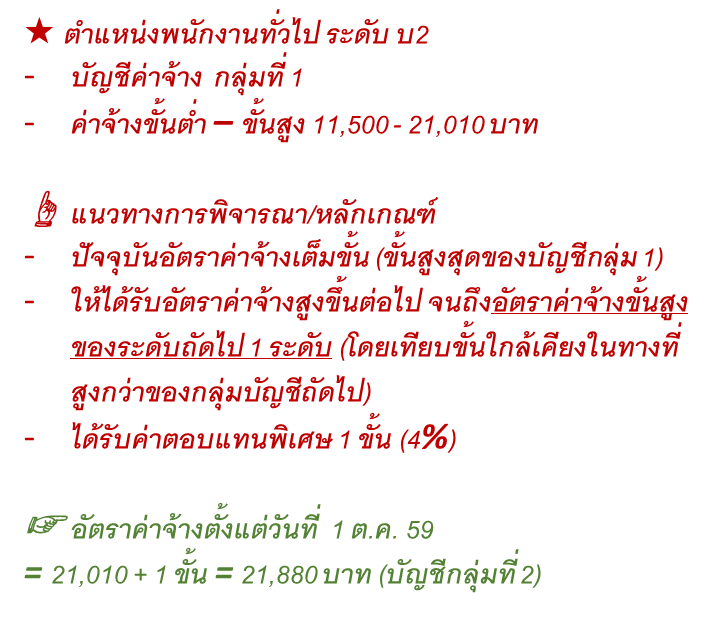 ★ ตำแหน่งพนักงานทั่วไป ระดับ บ2
- บัญชีค่าจ้าง กลุ่มที่ 1
- ค่าจ้างขั้นต่ำ – ขั้นสูง 11,500 - 21,010 บาท
☝ แนวทางการพิจารณา/หลักเกณฑ์
- ปัจจุบันอัตราค่าจ้างเต็มขั้น (ขั้นสูงสุดของบัญชีกลุ่ม 1)
- ให้ได้รับอัตราค่าจ้างสูงขึ้นต่อไป จนถึงอัตราค่าจ้างขั้นสูง
ของระดับถัดไป 1 ระดับ (โดยเทียบขั้นใกล้เคียงในทางที่
สูงกว่าของกลุ่มบัญชีถัดไป)
- ได้รับค่าตอบแทนพิเศษ 1 ขั้น (4%)
☞ อัตราค่าจ้างตั้งแต่วันที่ 1 ต.ค. 59
= 21,010 + 1 ขั้น = 21,880 บาท (บัญชีกลุ่มที่ 2)